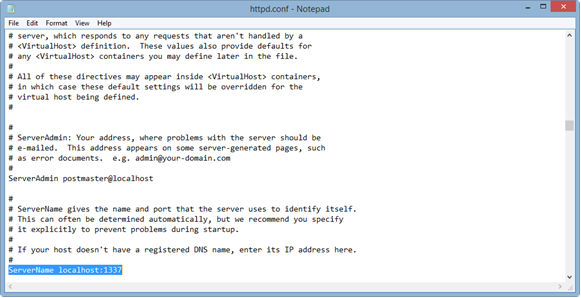 httpd.conf - Notepad
File Edit Format View Help
# server, which responds to any requests that aren't handled by a
# <VirtualHost> definition.  These values also provide defaults for
# any <VirtualHost> containers you may define later in the file.
#
# All of these directives may appear inside <VirtualHost> containers,
# in which case these default settings will be overridden for the
# virtual host being defined.
#
#
# ServerAdmin: Your address, where problems with the server should be
# e-mailed.  This address appears on some server-generated pages, such
# as error documents.  e.g. admin@your-domain.com
#
ServerAdmin postmaster@localhost
#
# ServerName gives the name and port that the server uses to identify itself.
# This can often be determined automatically, but we recommend you specify
# it explicitly to prevent problems during startup.
#
# If your host doesn't have a registered DNS name, enter its IP address here.
#
ServerName localhost:1337